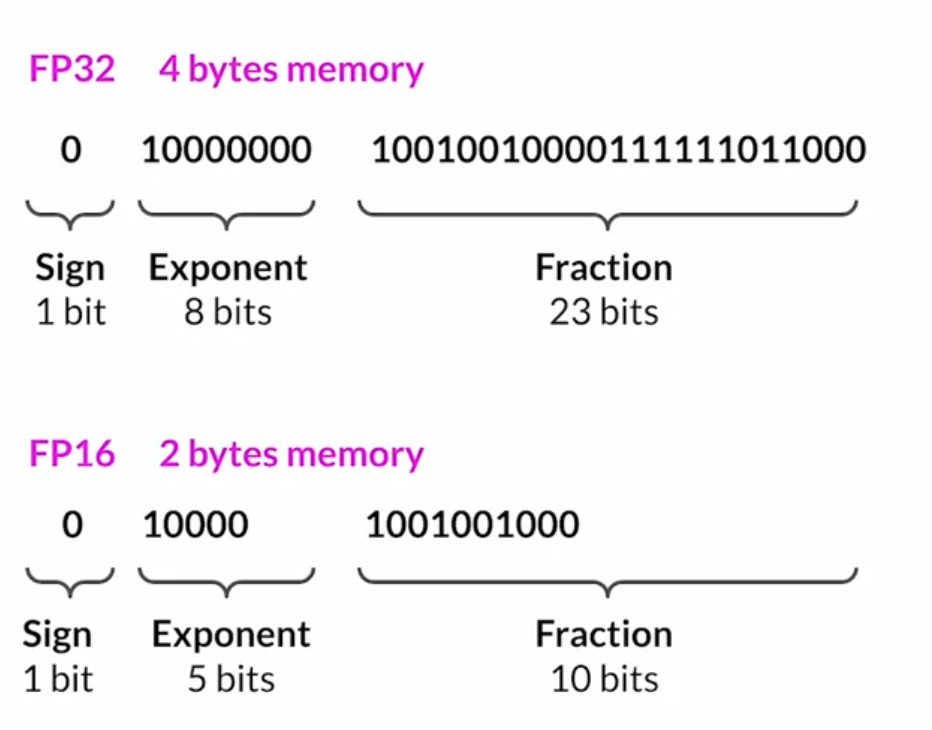 FP32 4 bytes memory
0 10000000 10010010000111111011000
Sign Exponent Fraction
1 bit 8 bits 23 bits
FP16 2 bytes memory
0 10000 1001001000
Sign Exponent Fraction
1 bit 5 bits 10 bits